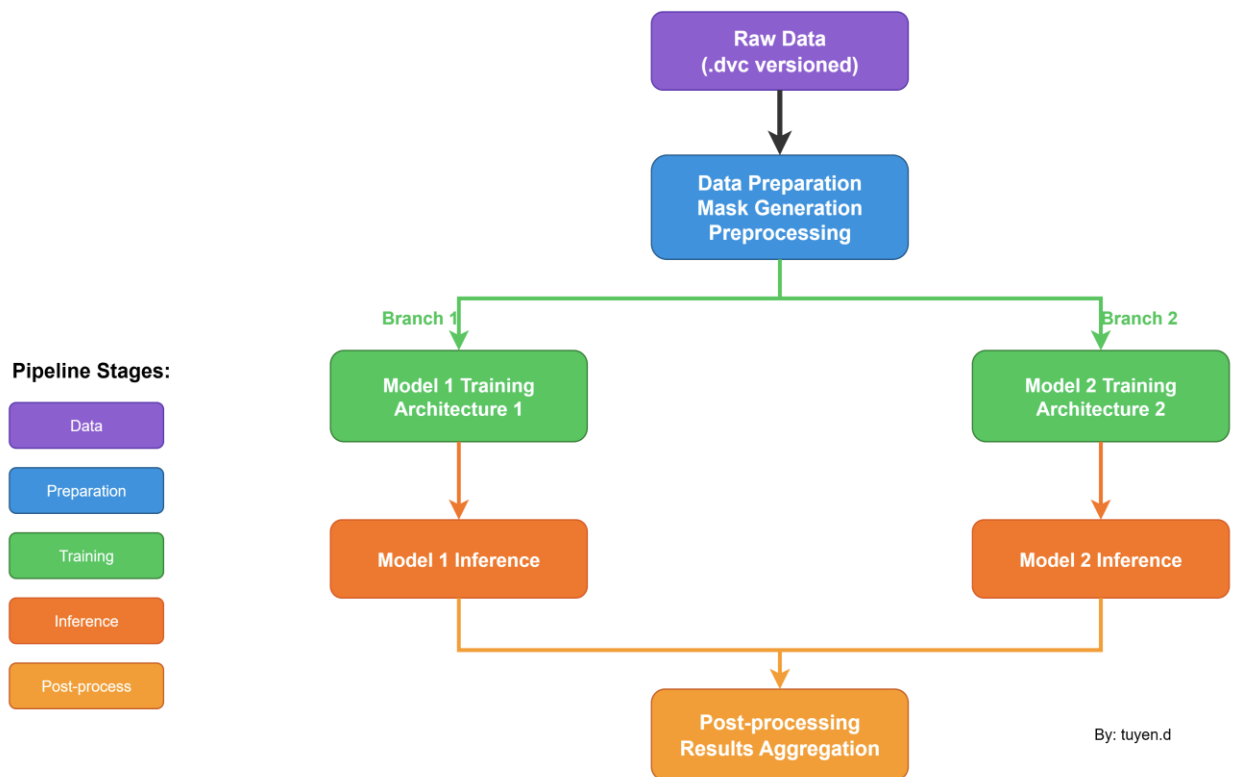 Raw Data
(.dvc versioned)
Data Preparation
Mask Generation
Preprocessing
Branch 1
Branch 2
Pipeline Stages:
Data
Preparation
Training
Inference
Post-process
Model 1 Training
Architecture 1
Model 2 Training
Architecture 2
Model 1 Inference
Model 2 Inference
Post-processing
Results Aggregation
By: tuyen.d